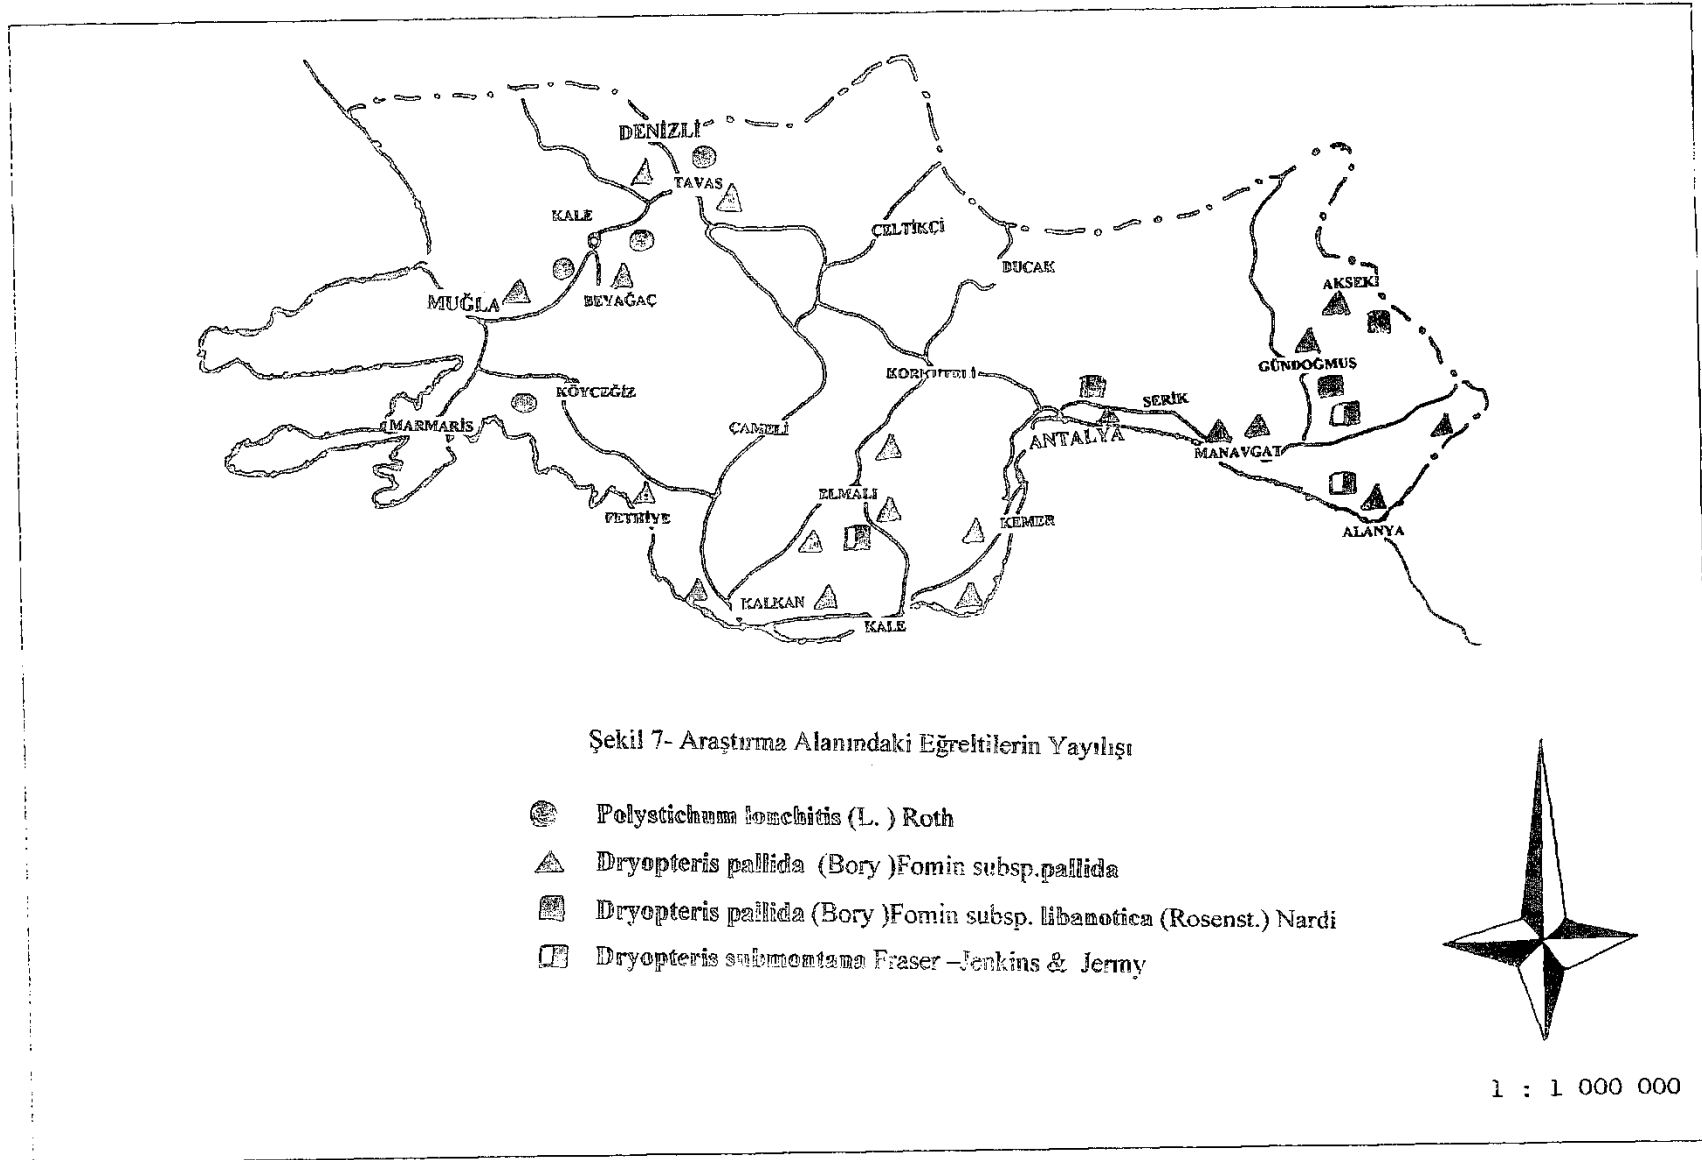 DENİZLİ
TAVAS
KALE
ÇELTİKÇİ
BUCAK
AKSEKİ
MUĞLA
BEYAĞAÇ
GÜNDOĞMUŞ
KORKUTELİ
KÖYCEĞİZ
SERİK
MARMARİS
ÇAMELİ
ANTALYA
MANAVGAT
ELMALI
FETHİYE
KEMER
ALANYA
KALKAN
KALE
Şekil 7- Araştırma Alanındaki Eğreltilerin Yayılışı
Polystichum lonchitis (L. ) Roth
Dryopteris pallida (Bory )Fomin subsp.pallida
Dryopteris pallida (Bory )Fomin subsp. libanotica (Rosenst.) Nardi
Dryopteris submontana Fraser –Jenkins & Jermy
1 : 1 000 000